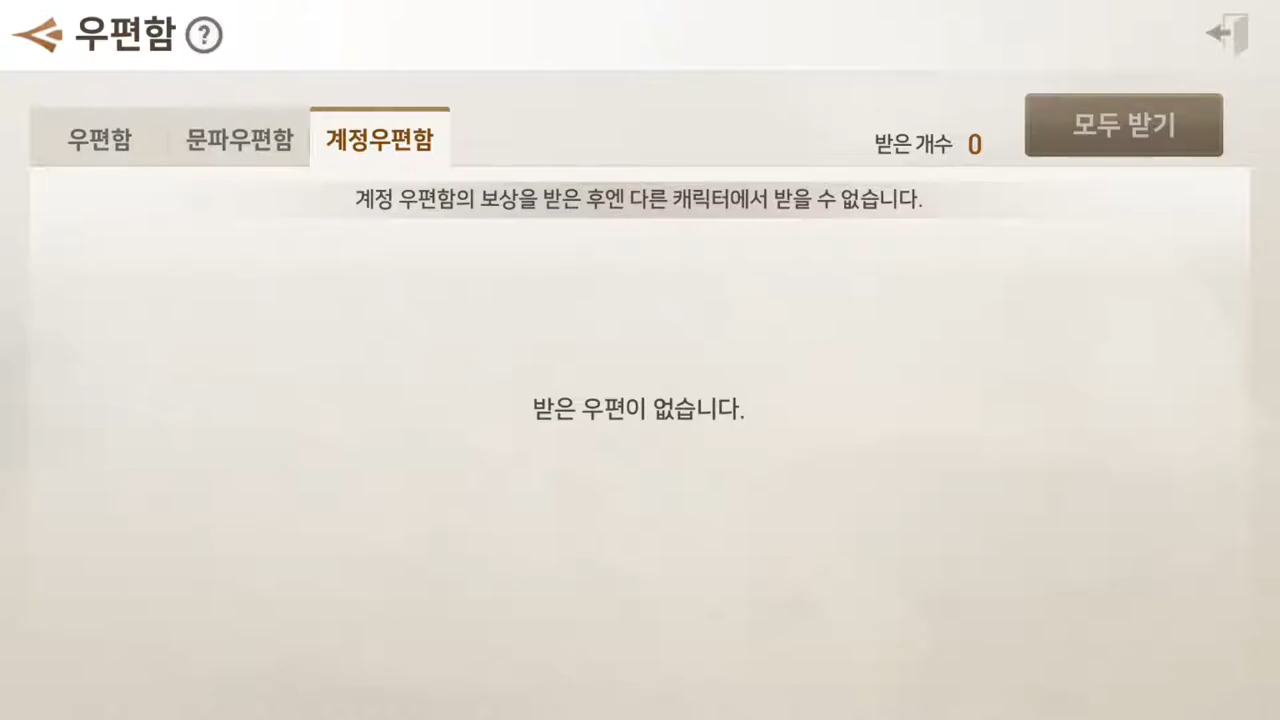 우편함 ?
우편함 문파우편함 계정우편함
받은 개수 0
모두 받기
계정 우편함의 보상을 받은 후엔 다른 캐릭터에서 받을 수 없습니다.
받은 우편이 없습니다.